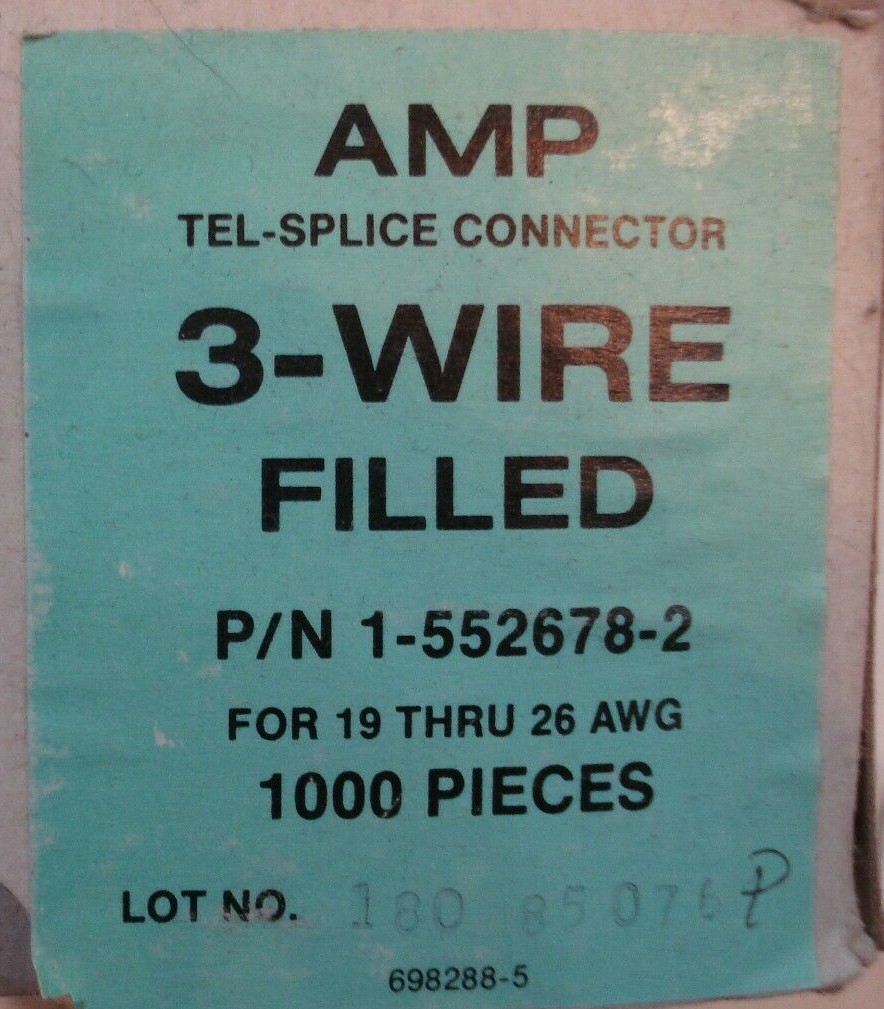 AMP
TEL-SPLICE CONNECTOR
3-WIRE
FILLED
P/N 1-552678-2
FOR 19 THRU 26 AWG
1000 PIECES
LOT NO. 180 85076 P
698288-5